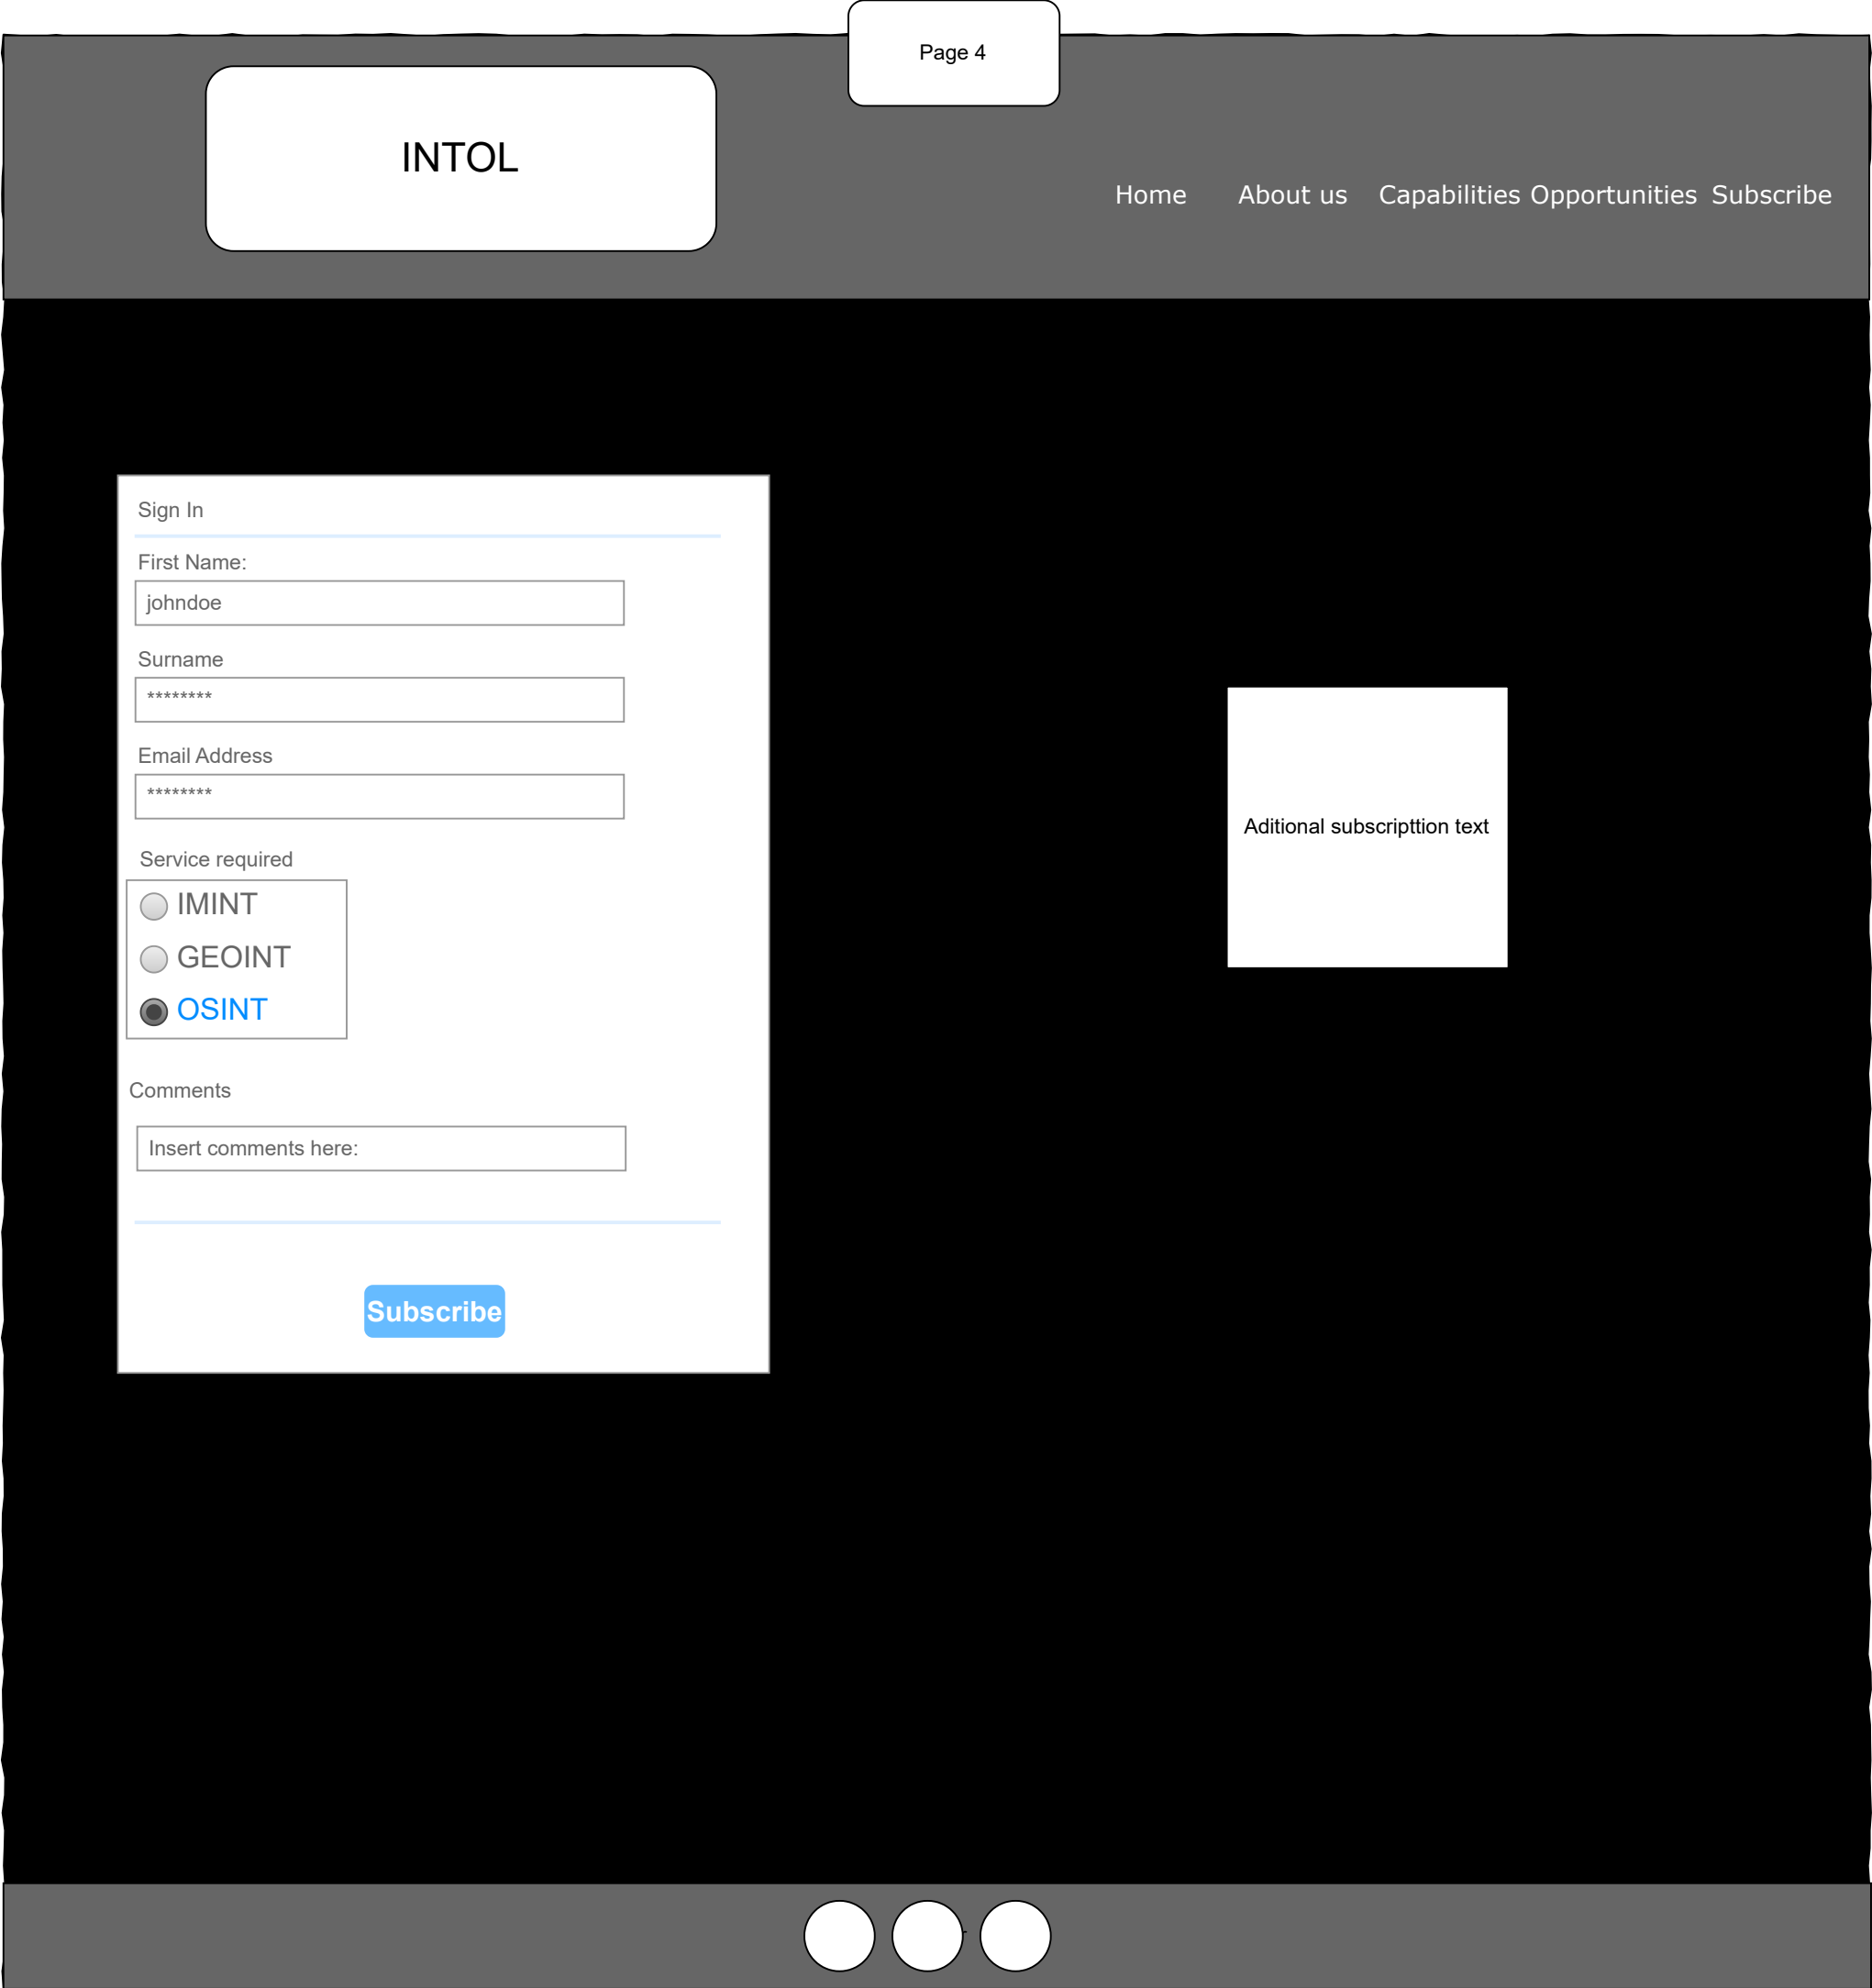 Page 4
INTOL
Home About us Capabilities Opportunities Subscribe
Sign In
First Name:
johndoe
Surname
********
Email Address
********
Service required
IMINT
GEOINT
OSINT
Comments
Insert comments here:
Subscribe
Aditional subscripttion text